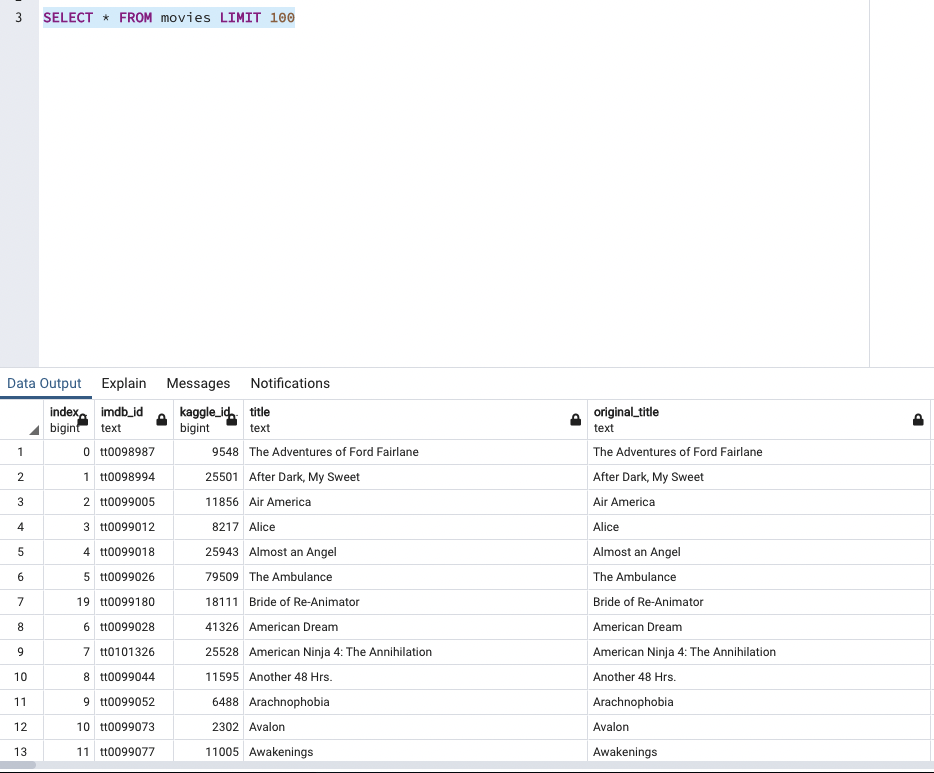 3 SELECT * FROM movies LIMIT 100
Data Output Explain Messages Notifications
index imdb_id kaggle_id title original_title
bigint text bigint text text
1 0 tt0098987 9548 The Adventures of Ford Fairlane The Adventures of Ford Fairlane
2 1 tt0098994 25501 After Dark, My Sweet After Dark, My Sweet
3 2 tt0099005 11856 Air America Air America
4 3 tt0099012 8217 Alice Alice
5 4 tt0099018 25943 Almost an Angel Almost an Angel
6 5 tt0099026 79509 The Ambulance The Ambulance
7 19 tt0099180 18111 Bride of Re-Animator Bride of Re-Animator
8 6 tt0099028 41326 American Dream American Dream
9 7 tt0101326 25528 American Ninja 4: The Annihilation American Ninja 4: The Annihilation
10 8 tt0099044 11595 Another 48 Hrs. Another 48 Hrs.
11 9 tt0099052 6488 Arachnophobia Arachnophobia
12 10 tt0099073 2302 Avalon Avalon
13 11 tt0099077 11005 Awakenings Awakenings